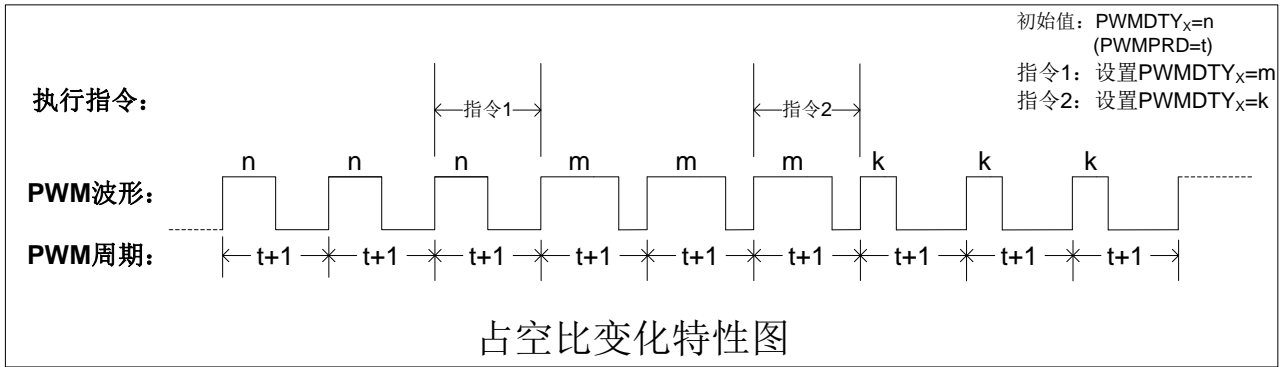 初始值：PWMDTYX=n
(PWMPRD=t)
指令1：设置PWMDTYX=m
指令2：设置PWMDTYX=k
执行指令：
指令1
指令2
n n n m m m k k k
PWM波形：
PWM周期：
t+1 t+1 t+1 t+1 t+1 t+1 t+1 t+1 t+1
占空比变化特性图